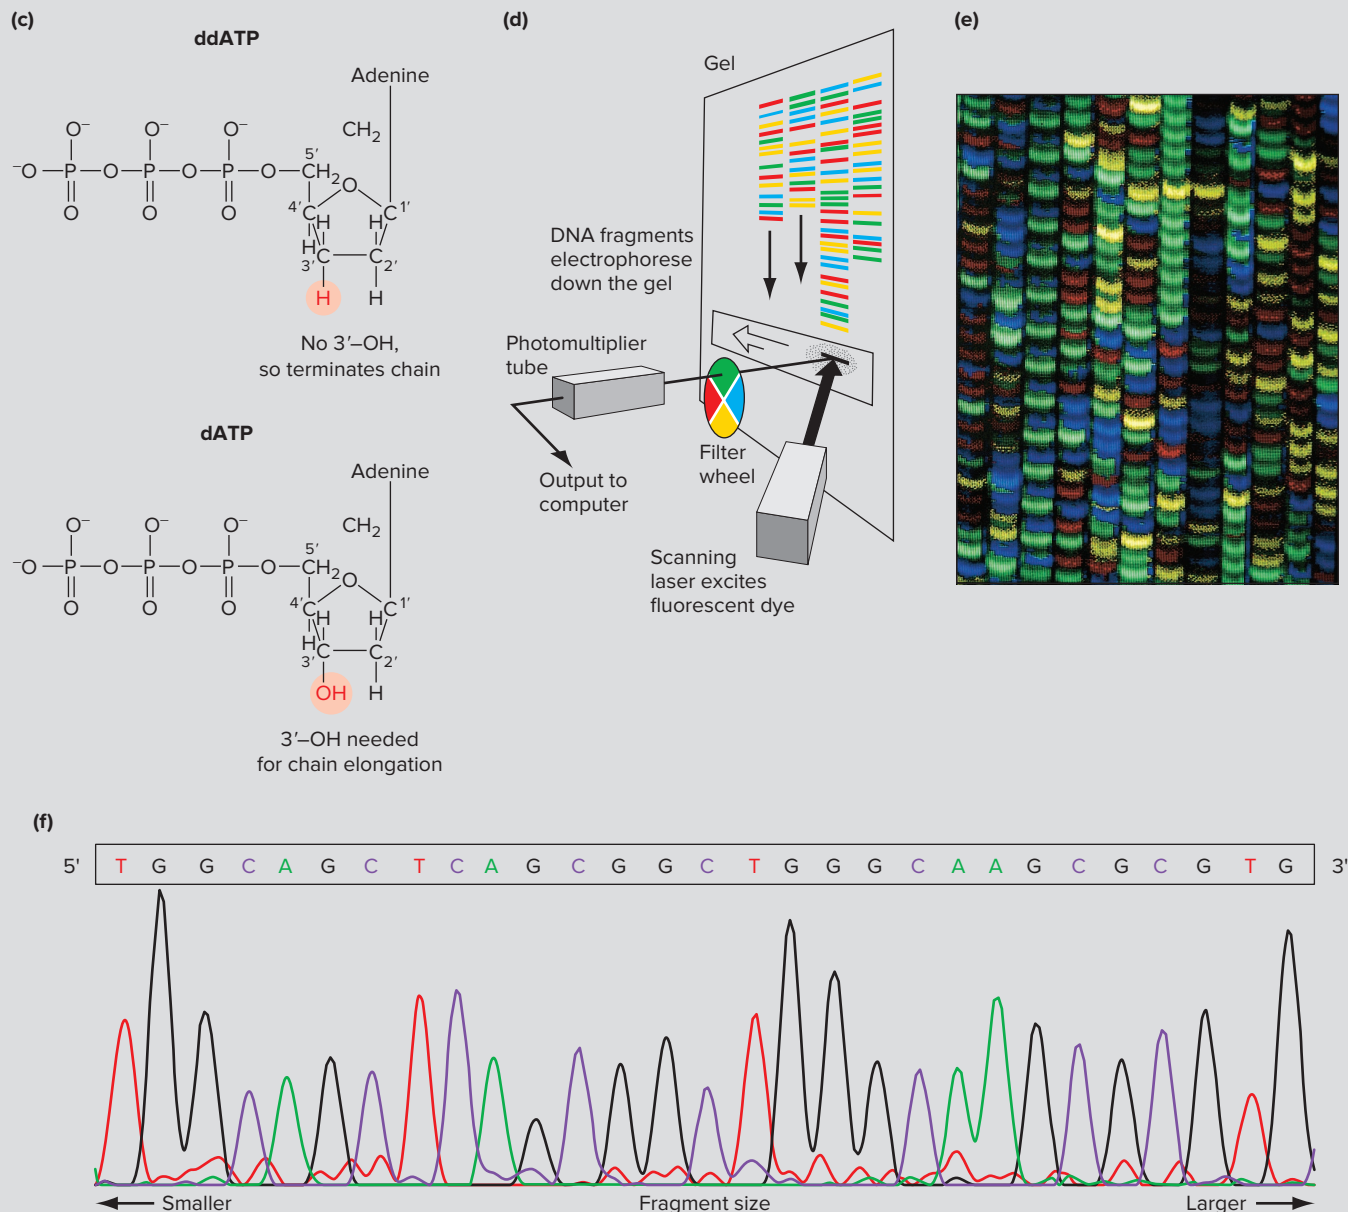 (c)
ddATP
Adenine
CH2
O– O– O–
–O P O P O P O CH2 O
5′
O O O
4′ 1′
H H
H
3′ C C 2′
H H
No 3′–OH,
so terminates chain
dATP
Adenine
CH2
O– O– O–
–O P O P O P O CH2 O
5′
O O O
4′ C C 1′
H H
H
3′ C C 2′
OH H
3′–OH needed
for chain elongation
(d)
Gel
DNA fragments
electrophorese
down the gel
Photomultiplier
tube
Output to
computer
Filter
wheel
Scanning
laser excites
fluorescent dye
(e)
(f)
5' T G G C A G C T C A G C G G C T G G G C A A G C G C G T G 3'
Smaller Fragment size Larger